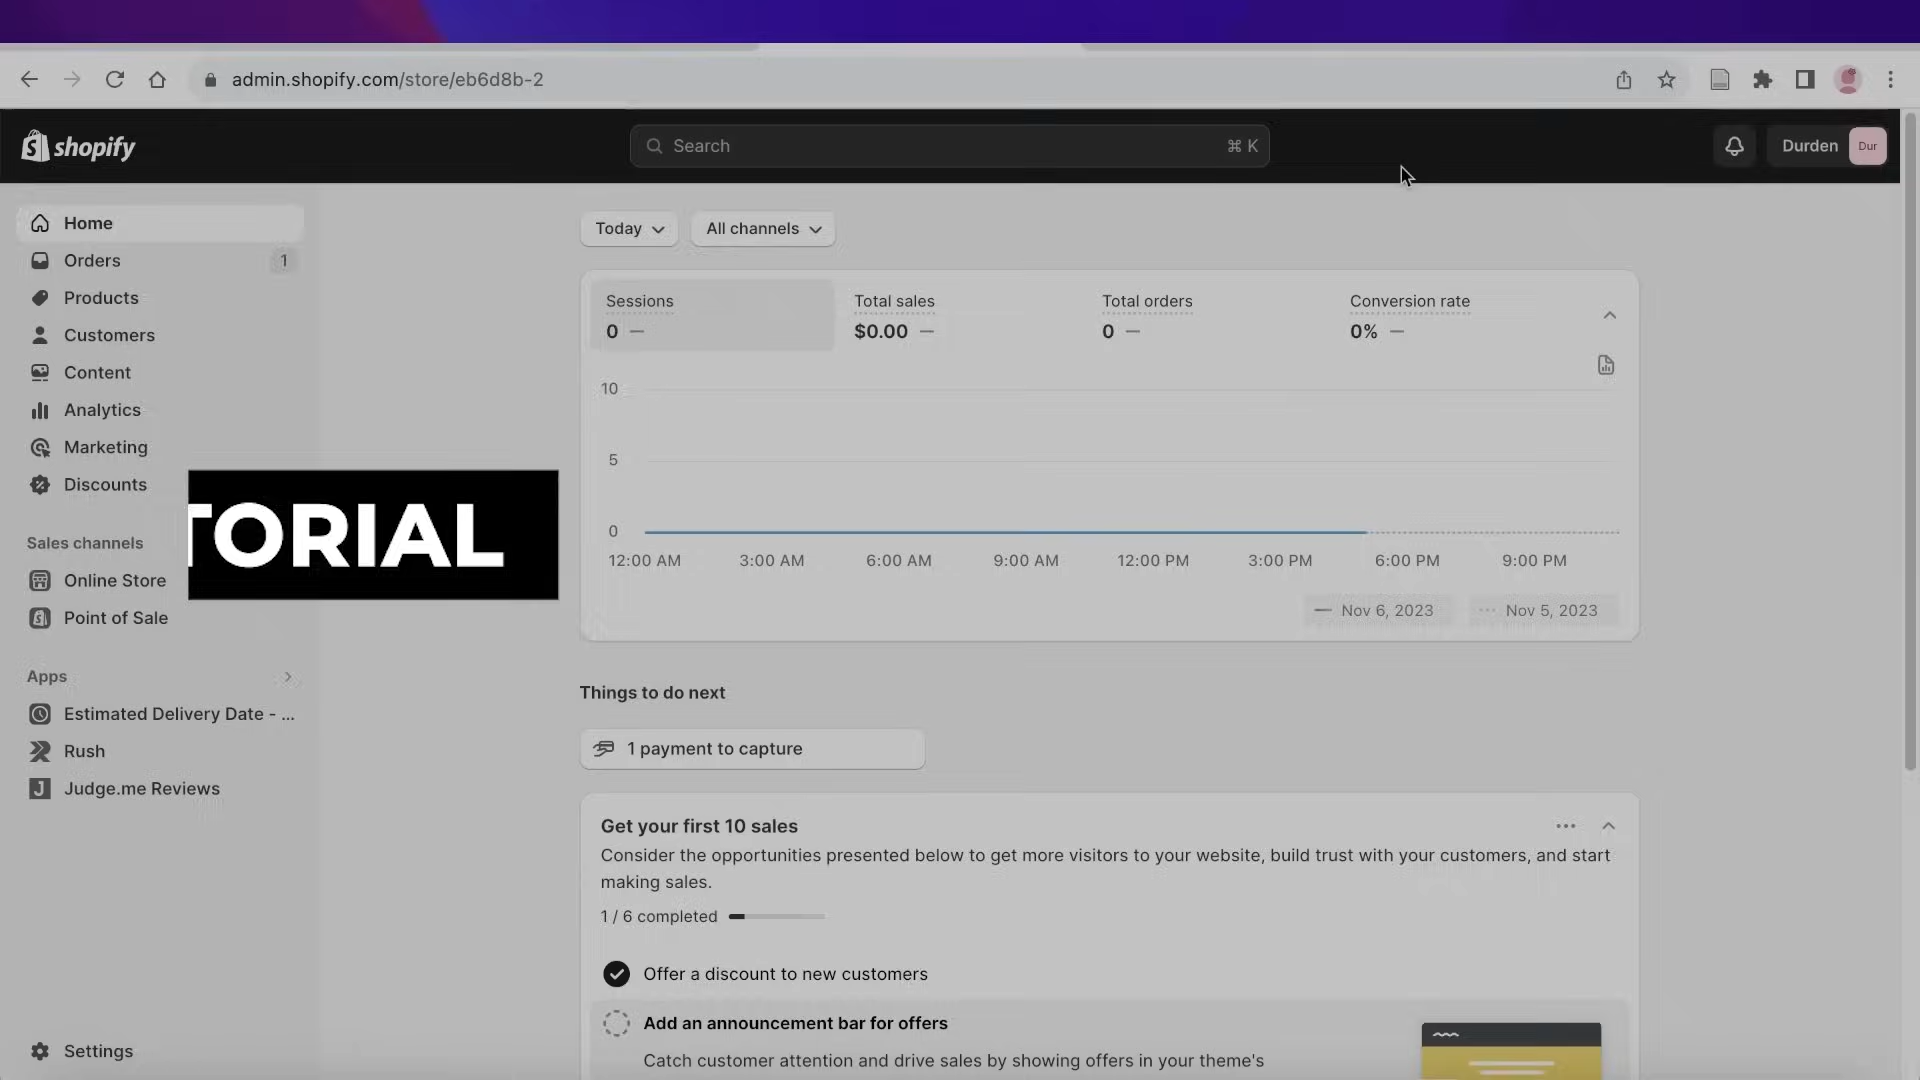 admin.shopify.com/store/eb6d8b-2
shopify
Search
⌘ K
Durden
Dur
Home
Orders
1
Products
Customers
Content
Analytics
Marketing
Discounts
Sales channels
Online Store
Point of Sale
Apps
Estimated Delivery Date - ...
Rush
Judge.me Reviews
Settings
TORIAL
Today
All channels
Sessions
0 —
Total sales
$0.00 —
Total orders
0 —
Conversion rate
0% —
10
5
0
12:00 AM 3:00 AM 6:00 AM 9:00 AM 12:00 PM 3:00 PM 6:00 PM 9:00 PM
Nov 6, 2023
Nov 5, 2023
Things to do next
1 payment to capture
Get your first 10 sales
Consider the opportunities presented below to get more visitors to your website, build trust with your customers, and start
making sales.
1 / 6 completed
Offer a discount to new customers
Add an announcement bar for offers
Catch customer attention and drive sales by showing offers in your theme's